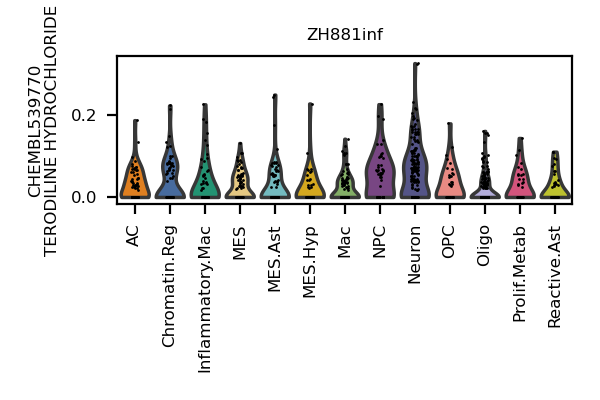 ZH881inf
CHEMBL539770
TERODILINE HYDROCHLORIDE
0.2
0.0
AC
Chromatin.Reg
Inflammatory.Mac
MES
MES.Ast
MES.Hyp
Mac
NPC
Neuron
OPC
Oligo
Prolif.Metab
Reactive.Ast